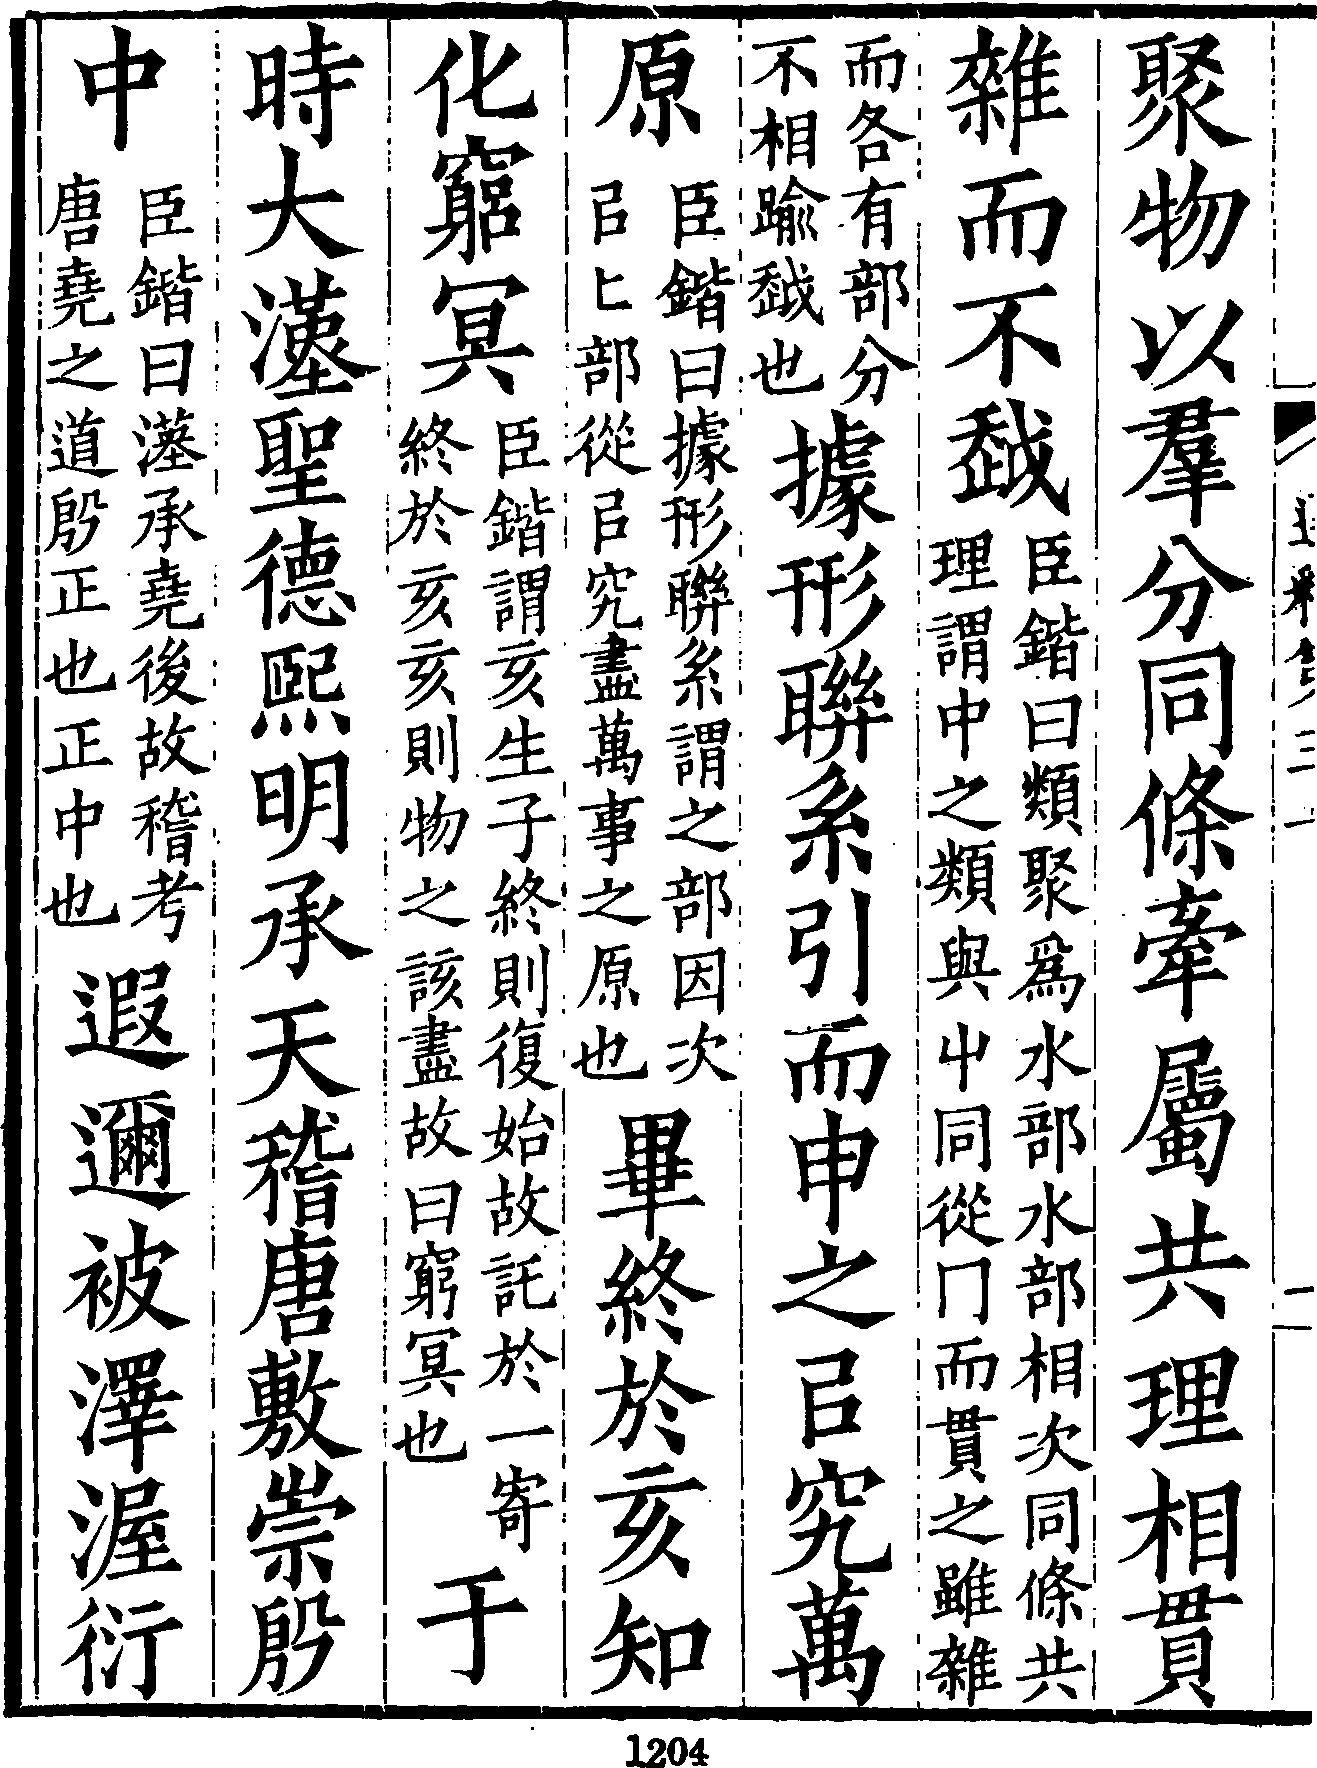 聚物以羣分同條牽屬共理相貫
雜而不越
臣鍇曰類聚爲水部水部相次同條共
理謂中之類與屮同從冂而貫之雖雜
而各有部分
不相踰越也
據形聯系引而申之㠯究萬
原
臣鍇曰據形聯系謂之部因次
㠯匕部從㠯究盡萬事之原也
畢終於亥知
化窮冥
臣鍇謂亥生子終則復始故託於一寄
終於亥亥則物之該盡故曰窮冥也
于
時大漢聖德熙明承天稽唐敷崇殷
中
臣鍇曰漢承堯後故稽考
唐堯之道殷正也正中也
遐邇被澤渥衍
1204